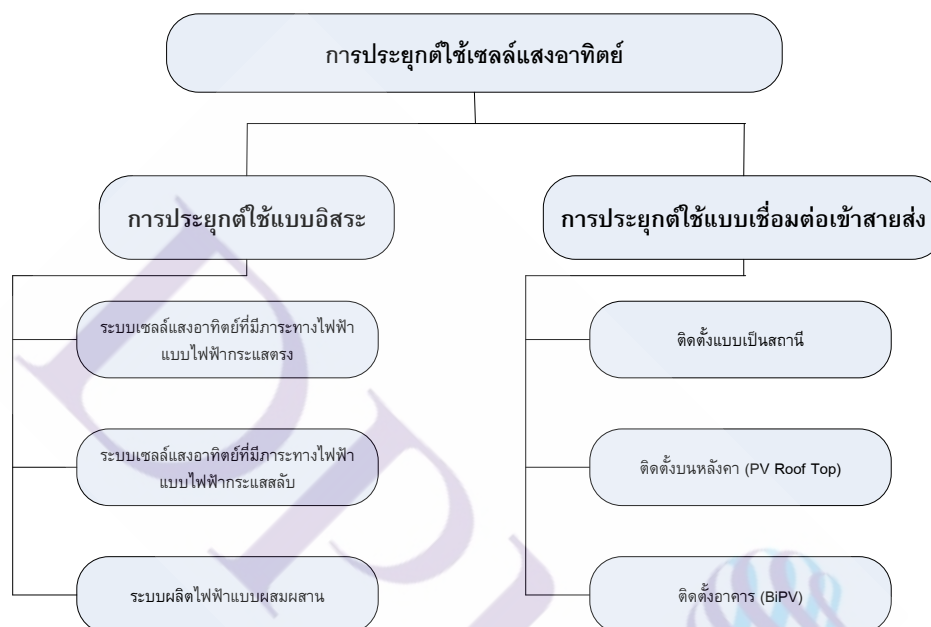 การประยุกต์ใช้เซลล์แสงอาทิตย์
การประยุกต์ใช้แบบอิสระ
ระบบเซลล์แสงอาทิตย์ที่มีภาระทางไฟฟ้า
แบบไฟฟ้ากระแสตรง
ระบบเซลล์แสงอาทิตย์ที่มีภาระทางไฟฟ้า
แบบไฟฟ้ากระแสสลับ
ระบบผลิตไฟฟ้าแบบผสมผสาน
การประยุกต์ใช้แบบเชื่อมต่อเข้าสายส่ง
ติดตั้งแบบเป็นสถานี
ติดตั้งบนหลังคา (PV Roof Top)
ติดตั้งอาคาร (BiPV)